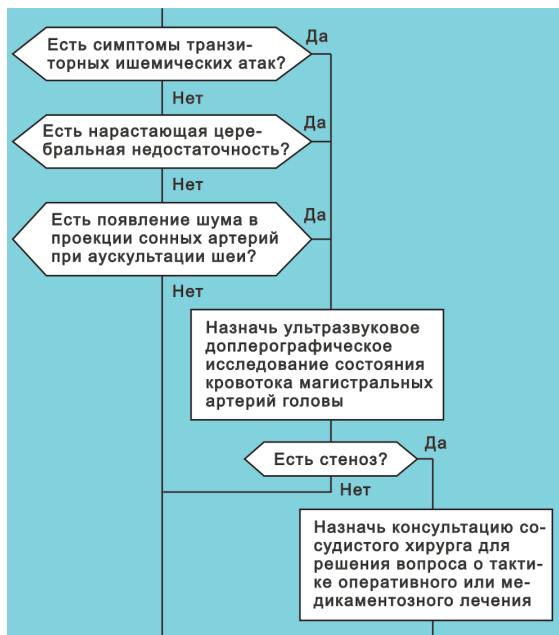 Есть симптомы транзи-
торных ишемических атак?
Да
Нет
Есть нарастающая цере-
бральная недостаточность?
Да
Нет
Есть появление шума в
проекции сонных артерий
при аускультации шеи?
Да
Нет
Назначь ультразвуковое
доплерографическое
исследование состояния
кровотока магистральных
артерий головы
Есть стеноз?
Да
Нет
Назначь консультацию со-
судистого хирурга для
решения вопроса о такти-
ке оперативного или ме-
дикаментозного лечения